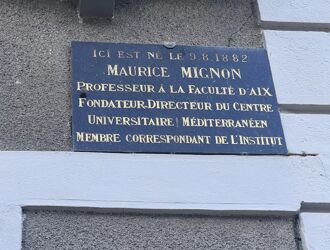 ICI EST NÉ LE 9.8.1882
MAURICE MIGNON
PROFESSEUR À LA FACULTÉ D'AIX
FONDATEUR-DIRECTEUR DU CENTRE
UNIVERSITAIRE MÉDITERRANÉEN
MEMBRE CORRESPONDANT DE L'INSTITUT